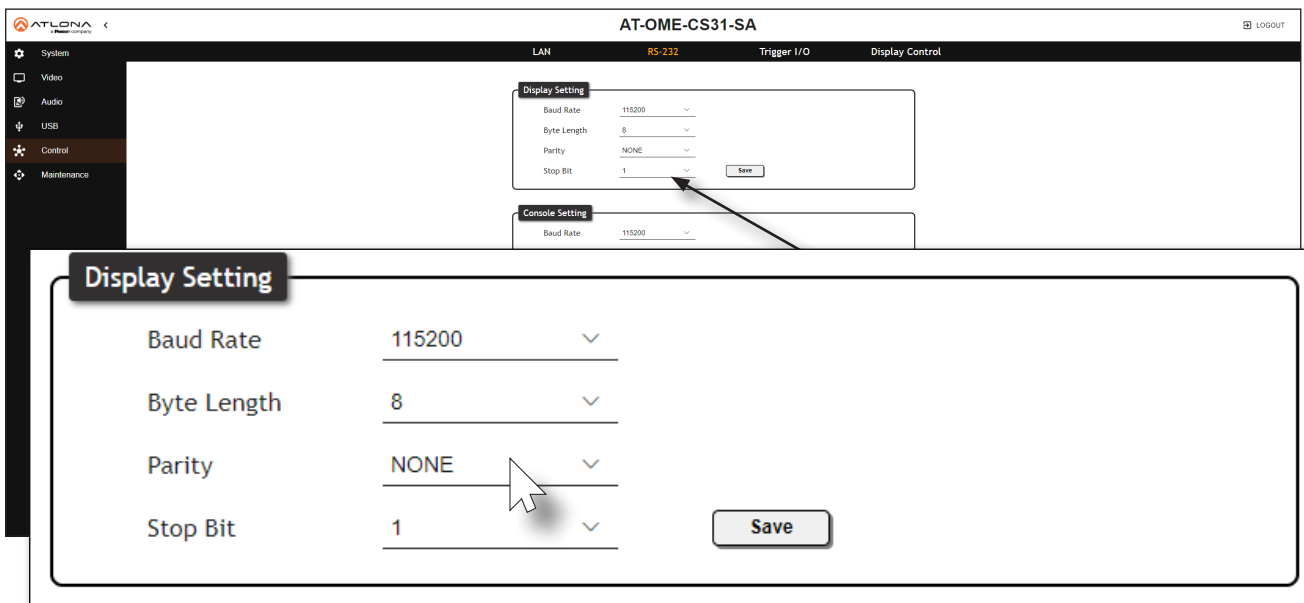 ATLONA
a Panduit company
<
AT-OME-CS31-SA
LOGOUT
System
LAN
RS-232
Trigger I/O
Display Control
Video
Audio
USB
Control
Maintenance
Display Setting
Baud Rate 115200
Byte Length 8
Parity NONE
Stop Bit 1 Save
Console Setting
Baud Rate 115200
Display Setting
Baud Rate 115200
Byte Length 8
Parity NONE
Stop Bit 1 Save